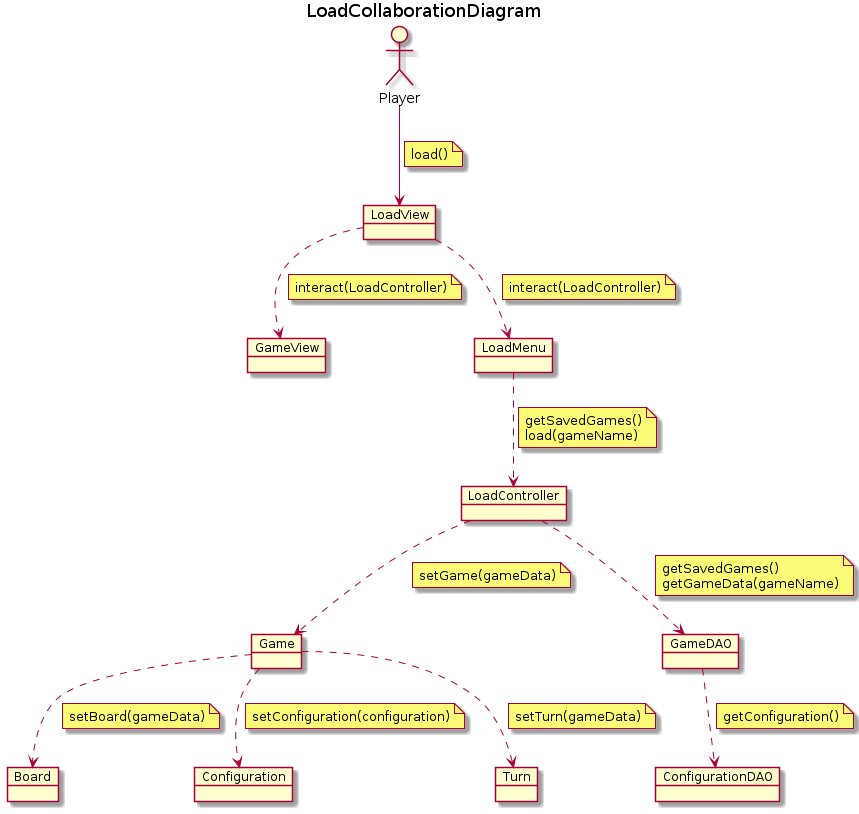 LoadCollaborationDiagram
Player
load()
LoadView
interact(LoadController)
interact(LoadController)
GameView
LoadMenu
getSavedGames()
load(gameName)
LoadController
setGame(gameData)
getSavedGames()
getGameData(gameName)
Game
GameDAO
setBoard(gameData)
setConfiguration(configuration)
setTurn(gameData)
getConfiguration()
Board
Configuration
Turn
ConfigurationDAO